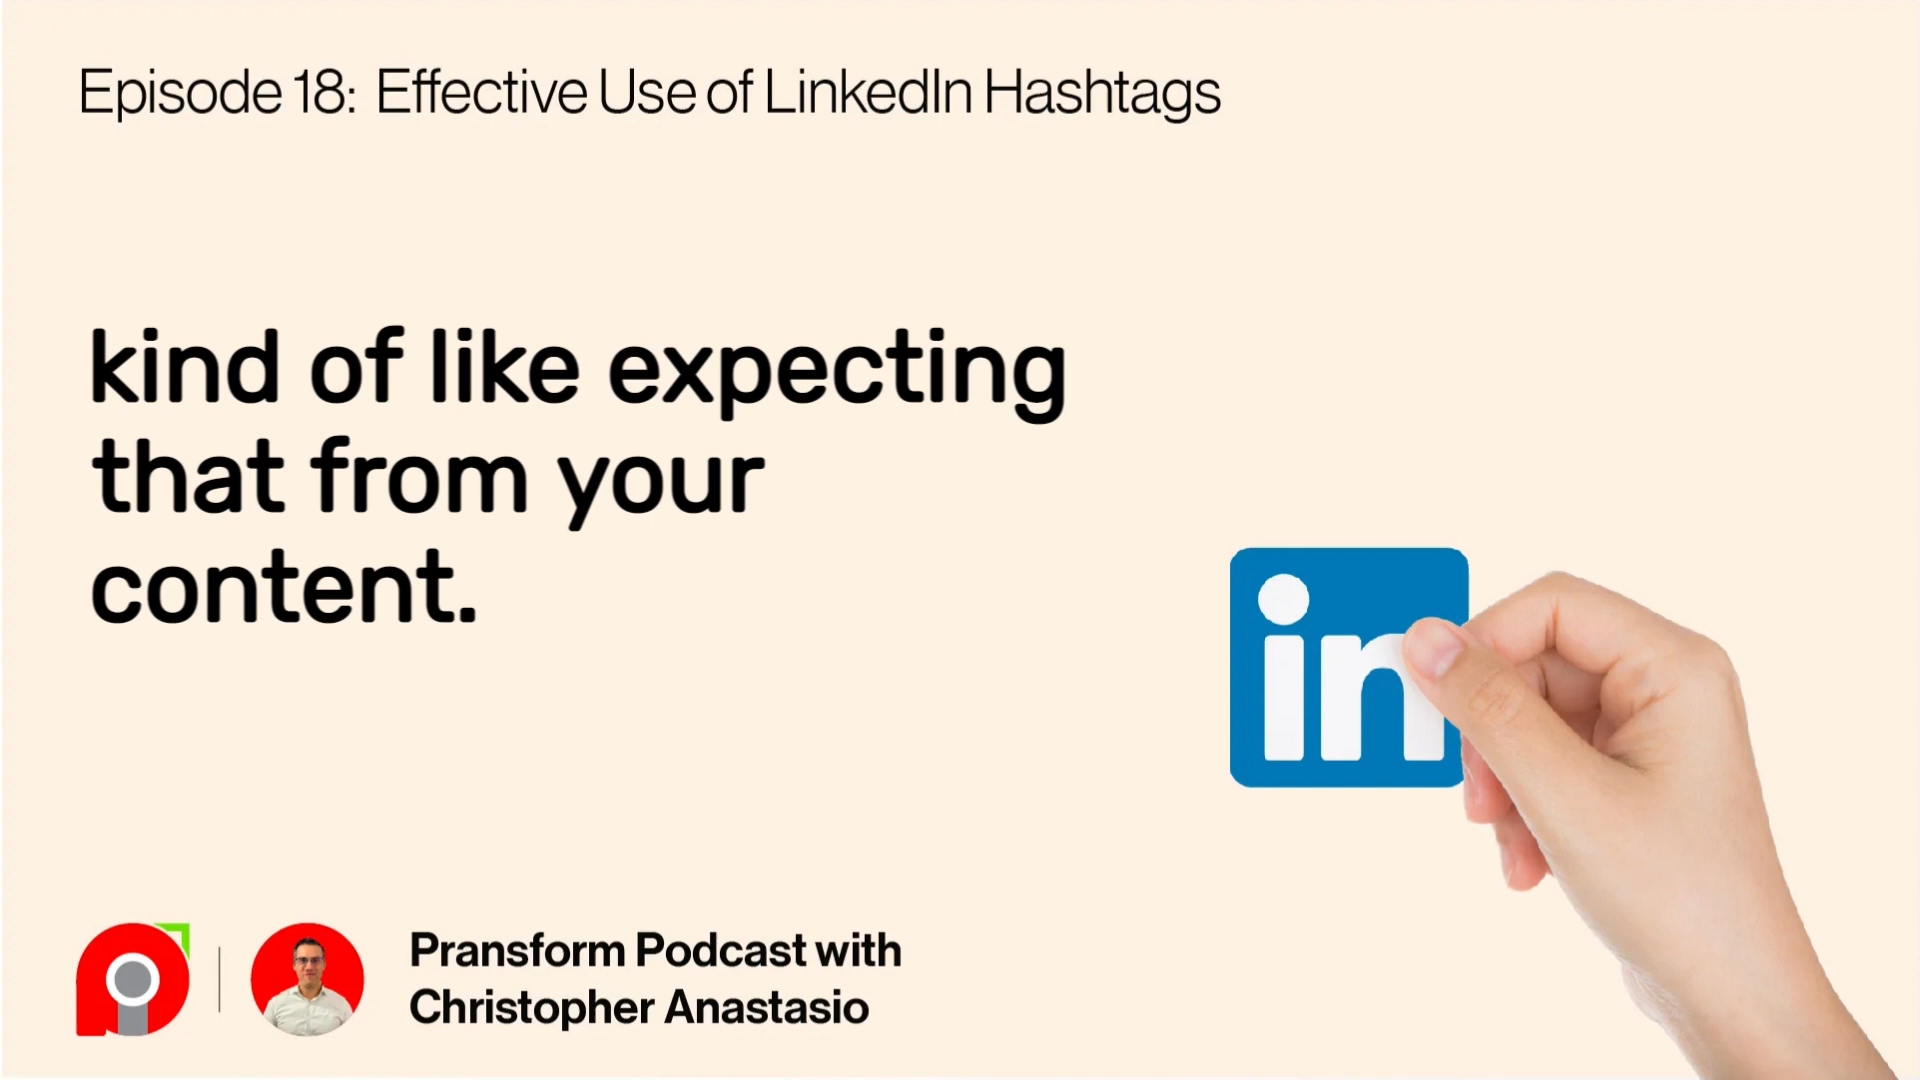 Episode 18: Effective Use of LinkedIn Hashtags
kind of like expecting
that from your
content.
in
Pransform Podcast with
Christopher Anastasio